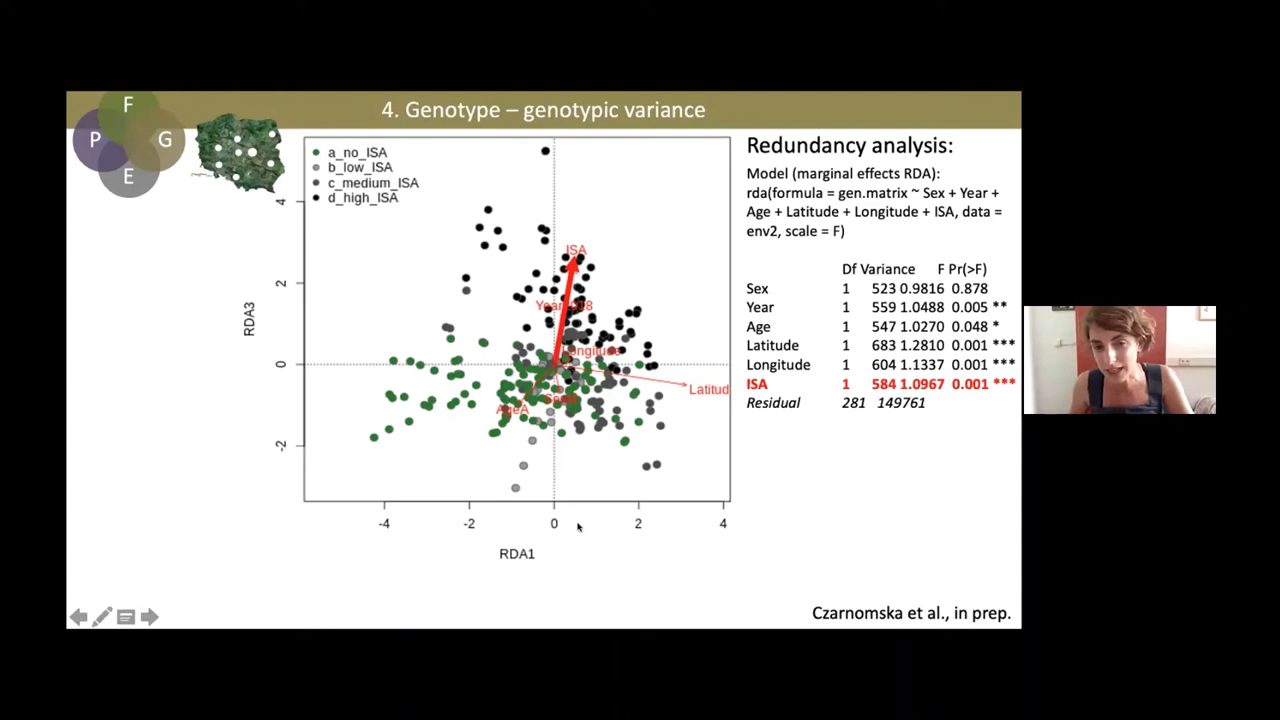 F
P G
E
4. Genotype – genotypic variance
a_no_ISA
b_low_ISA
c_medium_ISA
d_high_ISA
4
2
0
-2
RDA3
ISA
Longitude
Latitud
AgeA
-4 -2 0 2 4
RDA1
Redundancy analysis:
Model (marginal effects RDA):
rda(formula = gen.matrix ~ Sex + Year +
Age + Latitude + Longitude + ISA, data =
env2, scale = F)
Df Variance F Pr(>F)
Sex 1 523 0.9816 0.878
Year 1 559 1.0488 0.005 **
Age 1 547 1.0270 0.048 *
Latitude 1 683 1.2810 0.001 ***
Longitude 1 604 1.1337 0.001 ***
ISA 1 584 1.0967 0.001 ***
Residual 281 149761
Czarnomska et al., in prep.